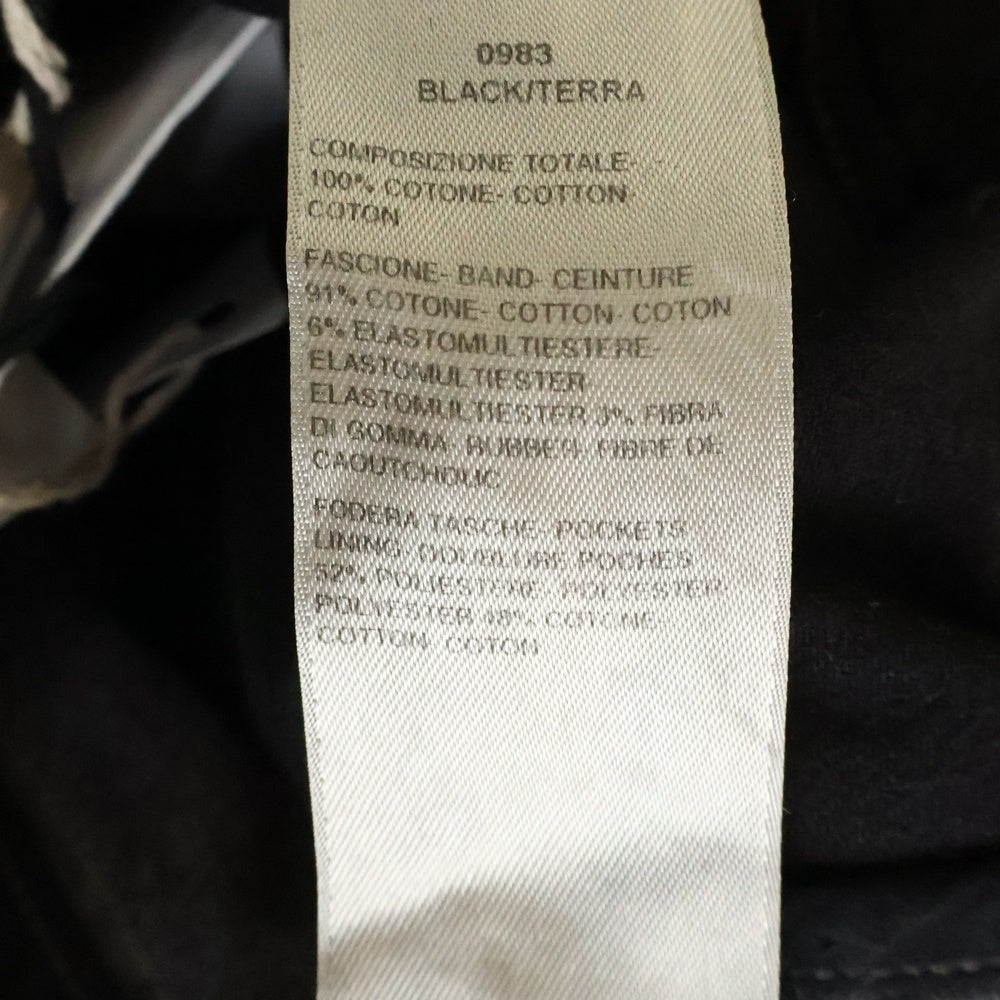 0983
BLACK/TERRA
COMPOSIZIONE TOTALE- -
100% COTONE- COTTON-
COTON
FASCIONE- BAND- CEINTURE
91% COTONE- COTTON- COTON
6% ELASTOMULTIESTERE-
ELASTOMULTIESTER
ELASTOMULTIESTER 3% FIBRA
DI GOMMA- RUBBER- FIBRE DE
CAOUTCHOUC
FODERA TASCHE- POCKETS
LINING- DOUBLURE POCHES
52% POLIESTERE- POLYESTER-
POLYESTER 48% COTONE-
COTTON- COTON